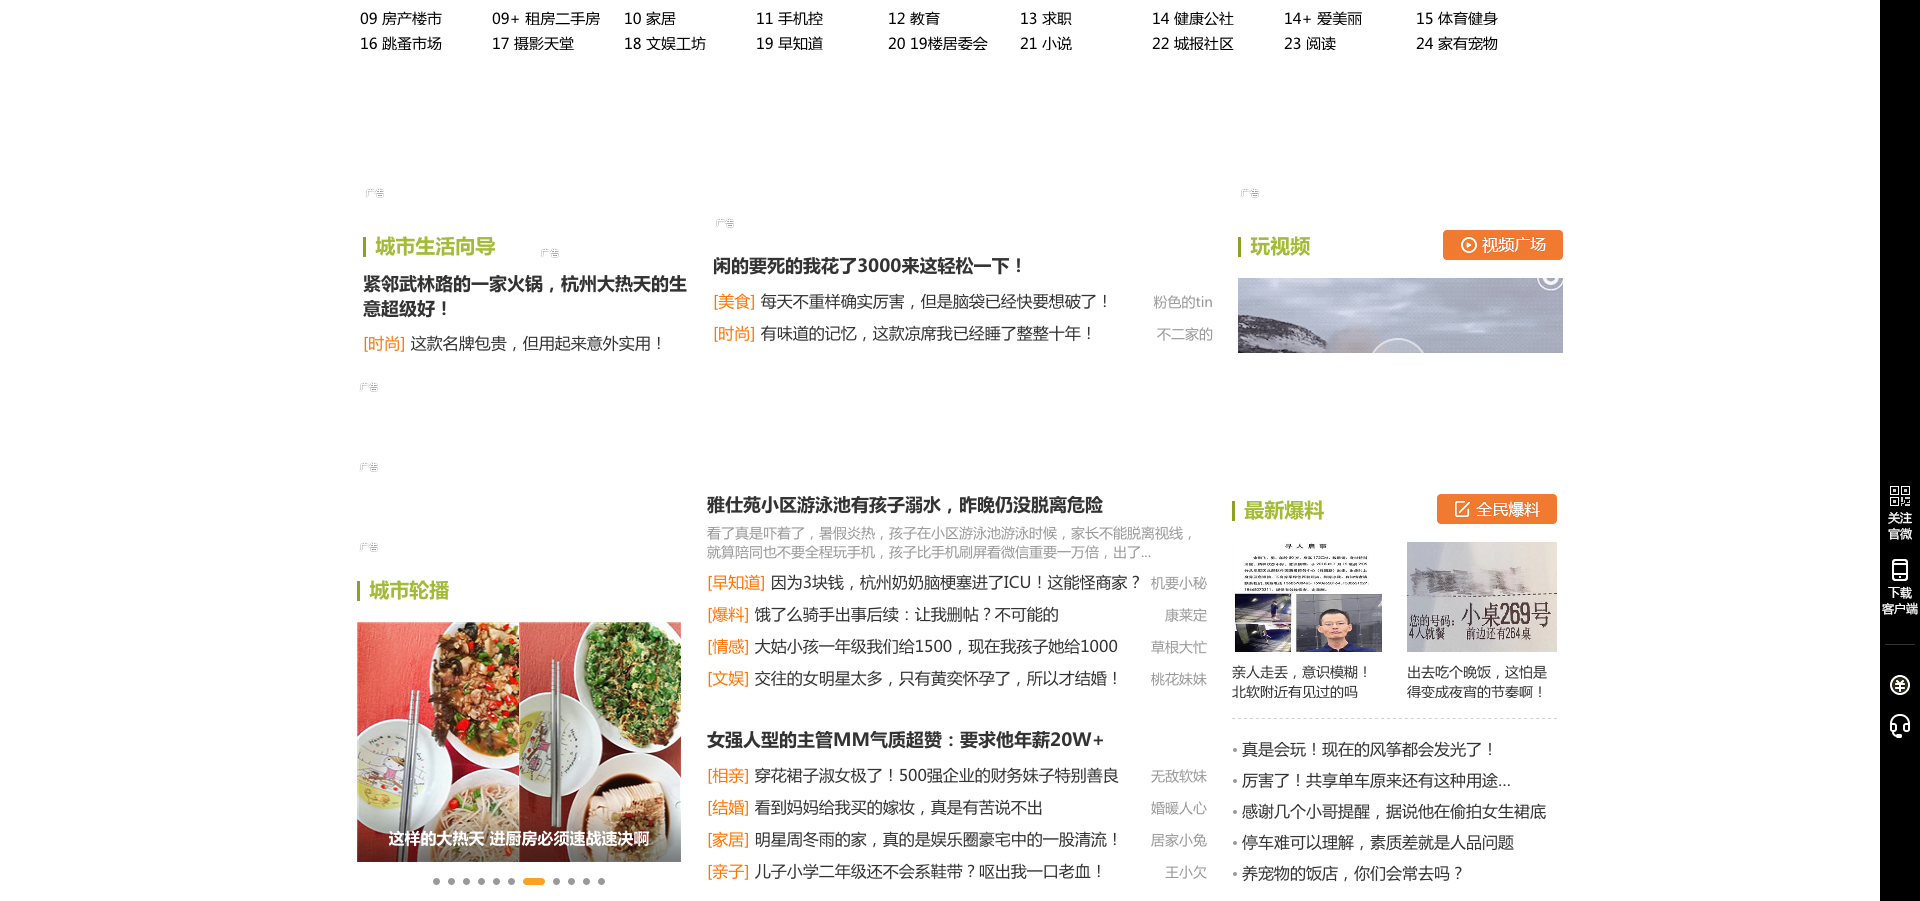 09 房产楼市
09+ 租房二手房
10 家居
11 手机控
12 教育
13 求职
14 健康公社
14+ 爱美丽
15 体育健身
16 跳蚤市场
17 摄影天堂
18 文娱工坊
19 早知道
20 19楼居委会
21 小说
22 城报社区
23 阅读
24 家有宠物
广告
广告
广告
城市生活向导
广告
紧邻武林路的一家火锅，杭州大热天的生
意超级好！
[时尚] 这款名牌包贵，但用起来意外实用！
闲的要死的我花了3000来这轻松一下！
[美食] 每天不重样确实厉害，但是脑袋已经快要想破了！ 粉色的tin
[时尚] 有味道的记忆，这款凉席我已经睡了整整十年！ 不二家的
玩视频
视频广场
广告
广告
广告
城市轮播
这样的大热天 进厨房必须速战速决啊
雅仕苑小区游泳池有孩子溺水，昨晚仍没脱离危险
看了真是吓着了，暑假炎热，孩子在小区游泳池游泳时候，家长不能脱离视线，
就算陪同也不要全程玩手机，孩子比手机刷屏看微信重要一万倍，出了...
[早知道] 因为3块钱，杭州奶奶脑梗塞进了ICU！这能怪商家？ 机要小秘
[爆料] 饿了么骑手出事后续：让我删帖？不可能的 康莱定
[情感] 大姑小孩一年级我们给1500，现在我孩子她给1000 草根大忙
[文娱] 交往的女明星太多，只有黄奕怀孕了，所以才结婚！ 桃花妹妹
女强人型的主管MM气质超赞：要求他年薪20W+
[相亲] 穿花裙子淑女极了！500强企业的财务妹子特别善良 无敌软妹
[结婚] 看到妈妈给我买的嫁妆，真是有苦说不出 婚暖人心
[家居] 明星周冬雨的家，真的是娱乐圈豪宅中的一股清流！ 居家小兔
[亲子] 儿子小学二年级还不会系鞋带？呕出我一口老血！ 王小欠
最新爆料
全民爆料
寻人启事
您的号码：小桌269号
4人就餐 前边还有264桌
亲人走丢，意识模糊！
北软附近有见过的吗
出去吃个晚饭，这怕是
得变成夜宵的节奏啊！
真是会玩！现在的风筝都会发光了！
厉害了！共享单车原来还有这种用途...
感谢几个小哥提醒，据说他在偷拍女生裙底
停车难可以理解，素质差就是人品问题
养宠物的饭店，你们会常去吗？
关注
官微
下载
客户端